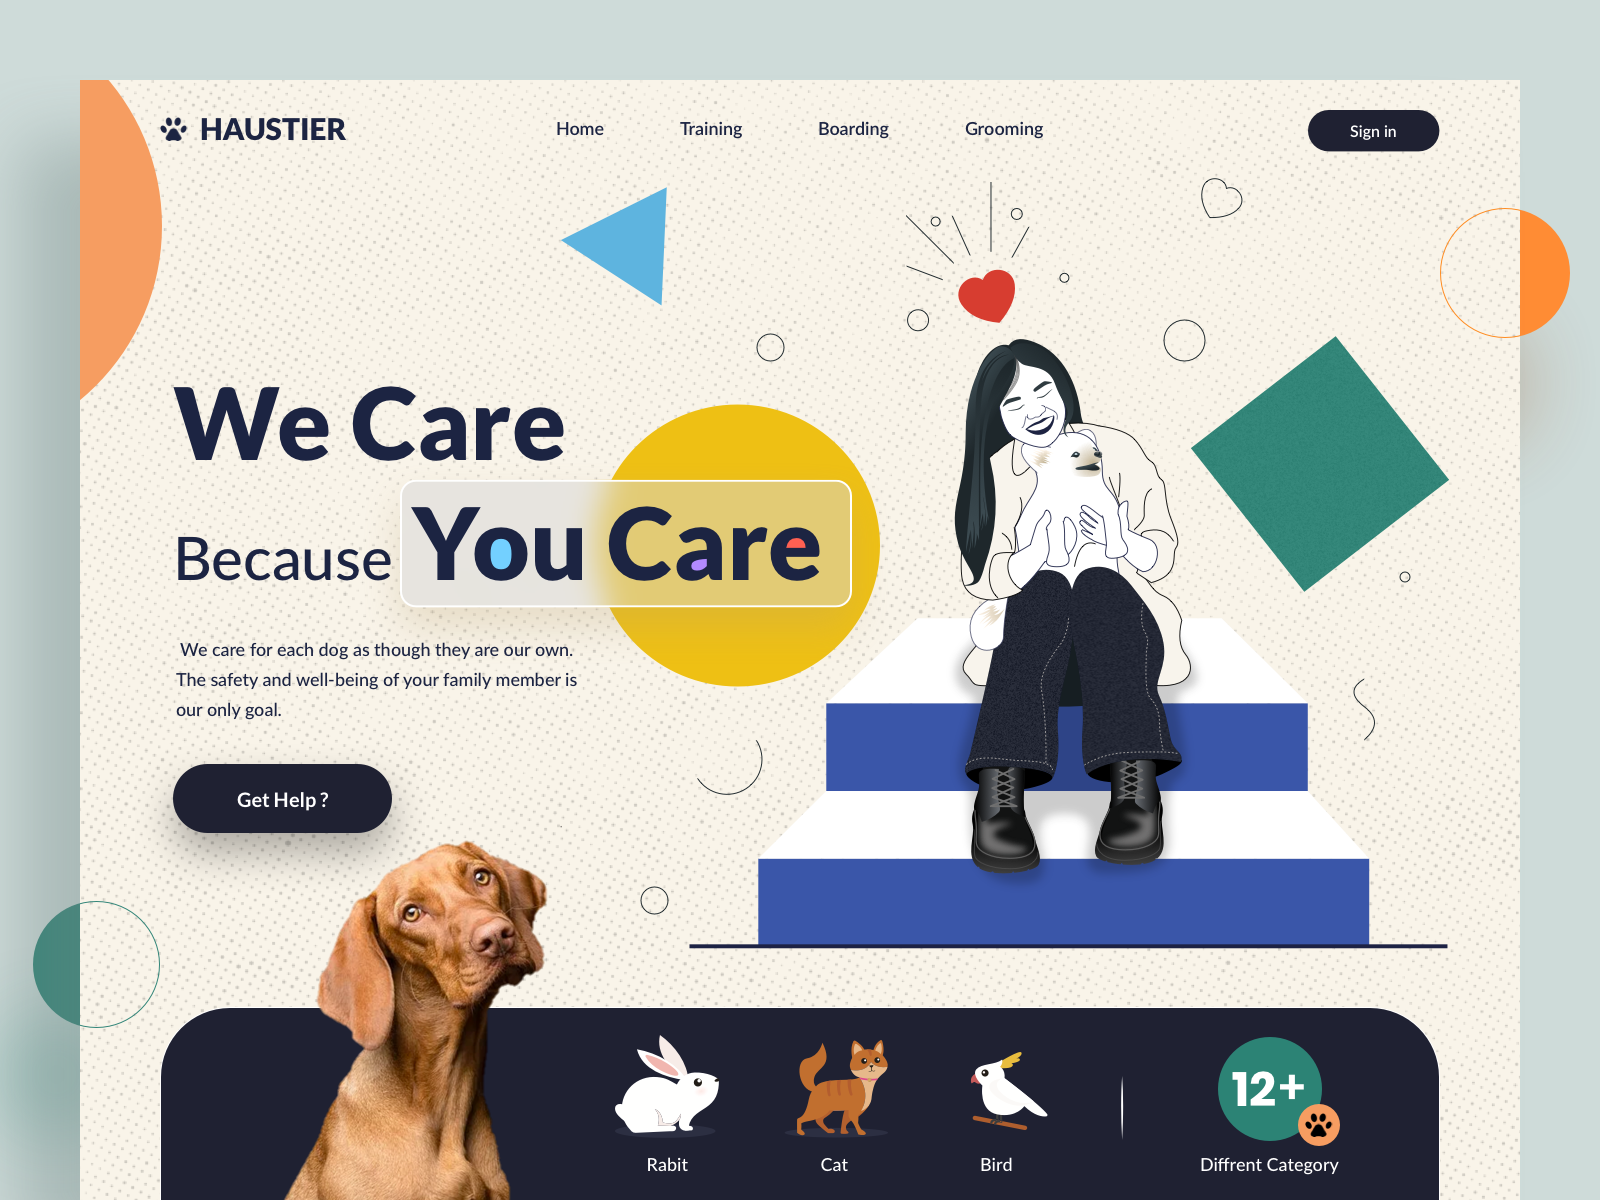 HAUSTIER
Home
Training
Boarding
Grooming
Sign in
We Care
Because You Care
We care for each dog as though they are our own.
The safety and well-being of your family member is
our only goal.
Get Help ?
12+
Rabit
Cat
Bird
Diffrent Category